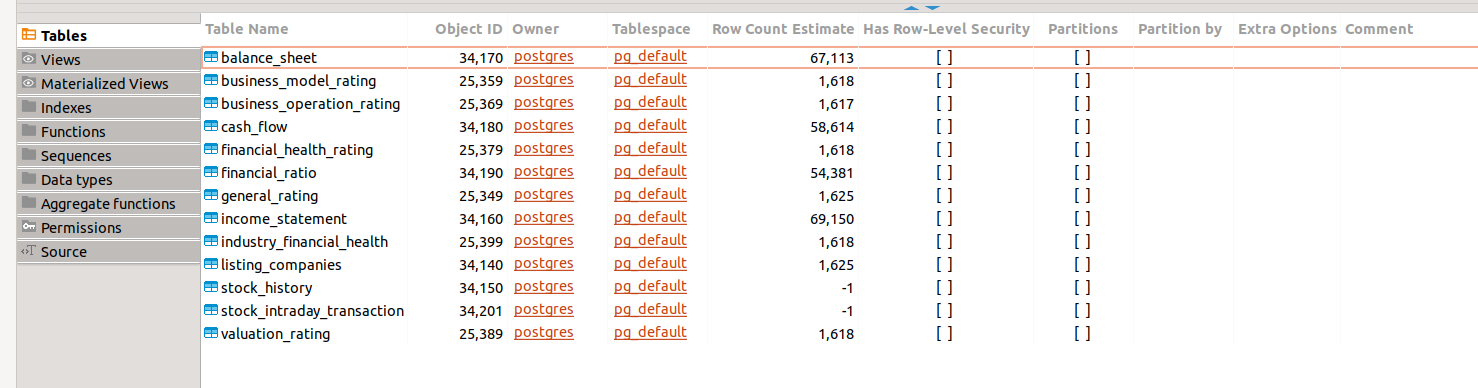 Tables
Views
Materialized Views
Indexes
Functions
Sequences
Data types
Aggregate functions
Permissions
Source
Table Name Object ID Owner Tablespace Row Count Estimate Has Row-Level Security Partitions Partition by Extra Options Comment
balance_sheet 34,170 postgres pg_default 67,113 [ ] [ ]
business_model_rating 25,359 postgres pg_default 1,618 [ ] [ ]
business_operation_rating 25,369 postgres pg_default 1,617 [ ] [ ]
cash_flow 34,180 postgres pg_default 58,614 [ ] [ ]
financial_health_rating 25,379 postgres pg_default 1,618 [ ] [ ]
financial_ratio 34,190 postgres pg_default 54,381 [ ] [ ]
general_rating 25,349 postgres pg_default 1,625 [ ] [ ]
income_statement 34,160 postgres pg_default 69,150 [ ] [ ]
industry_financial_health 25,399 postgres pg_default 1,618 [ ] [ ]
listing_companies 34,140 postgres pg_default 1,625 [ ] [ ]
stock_history 34,150 postgres pg_default -1 [ ] [ ]
stock_intraday_transaction 34,201 postgres pg_default -1 [ ] [ ]
valuation_rating 25,389 postgres pg_default 1,618 [ ] [ ]